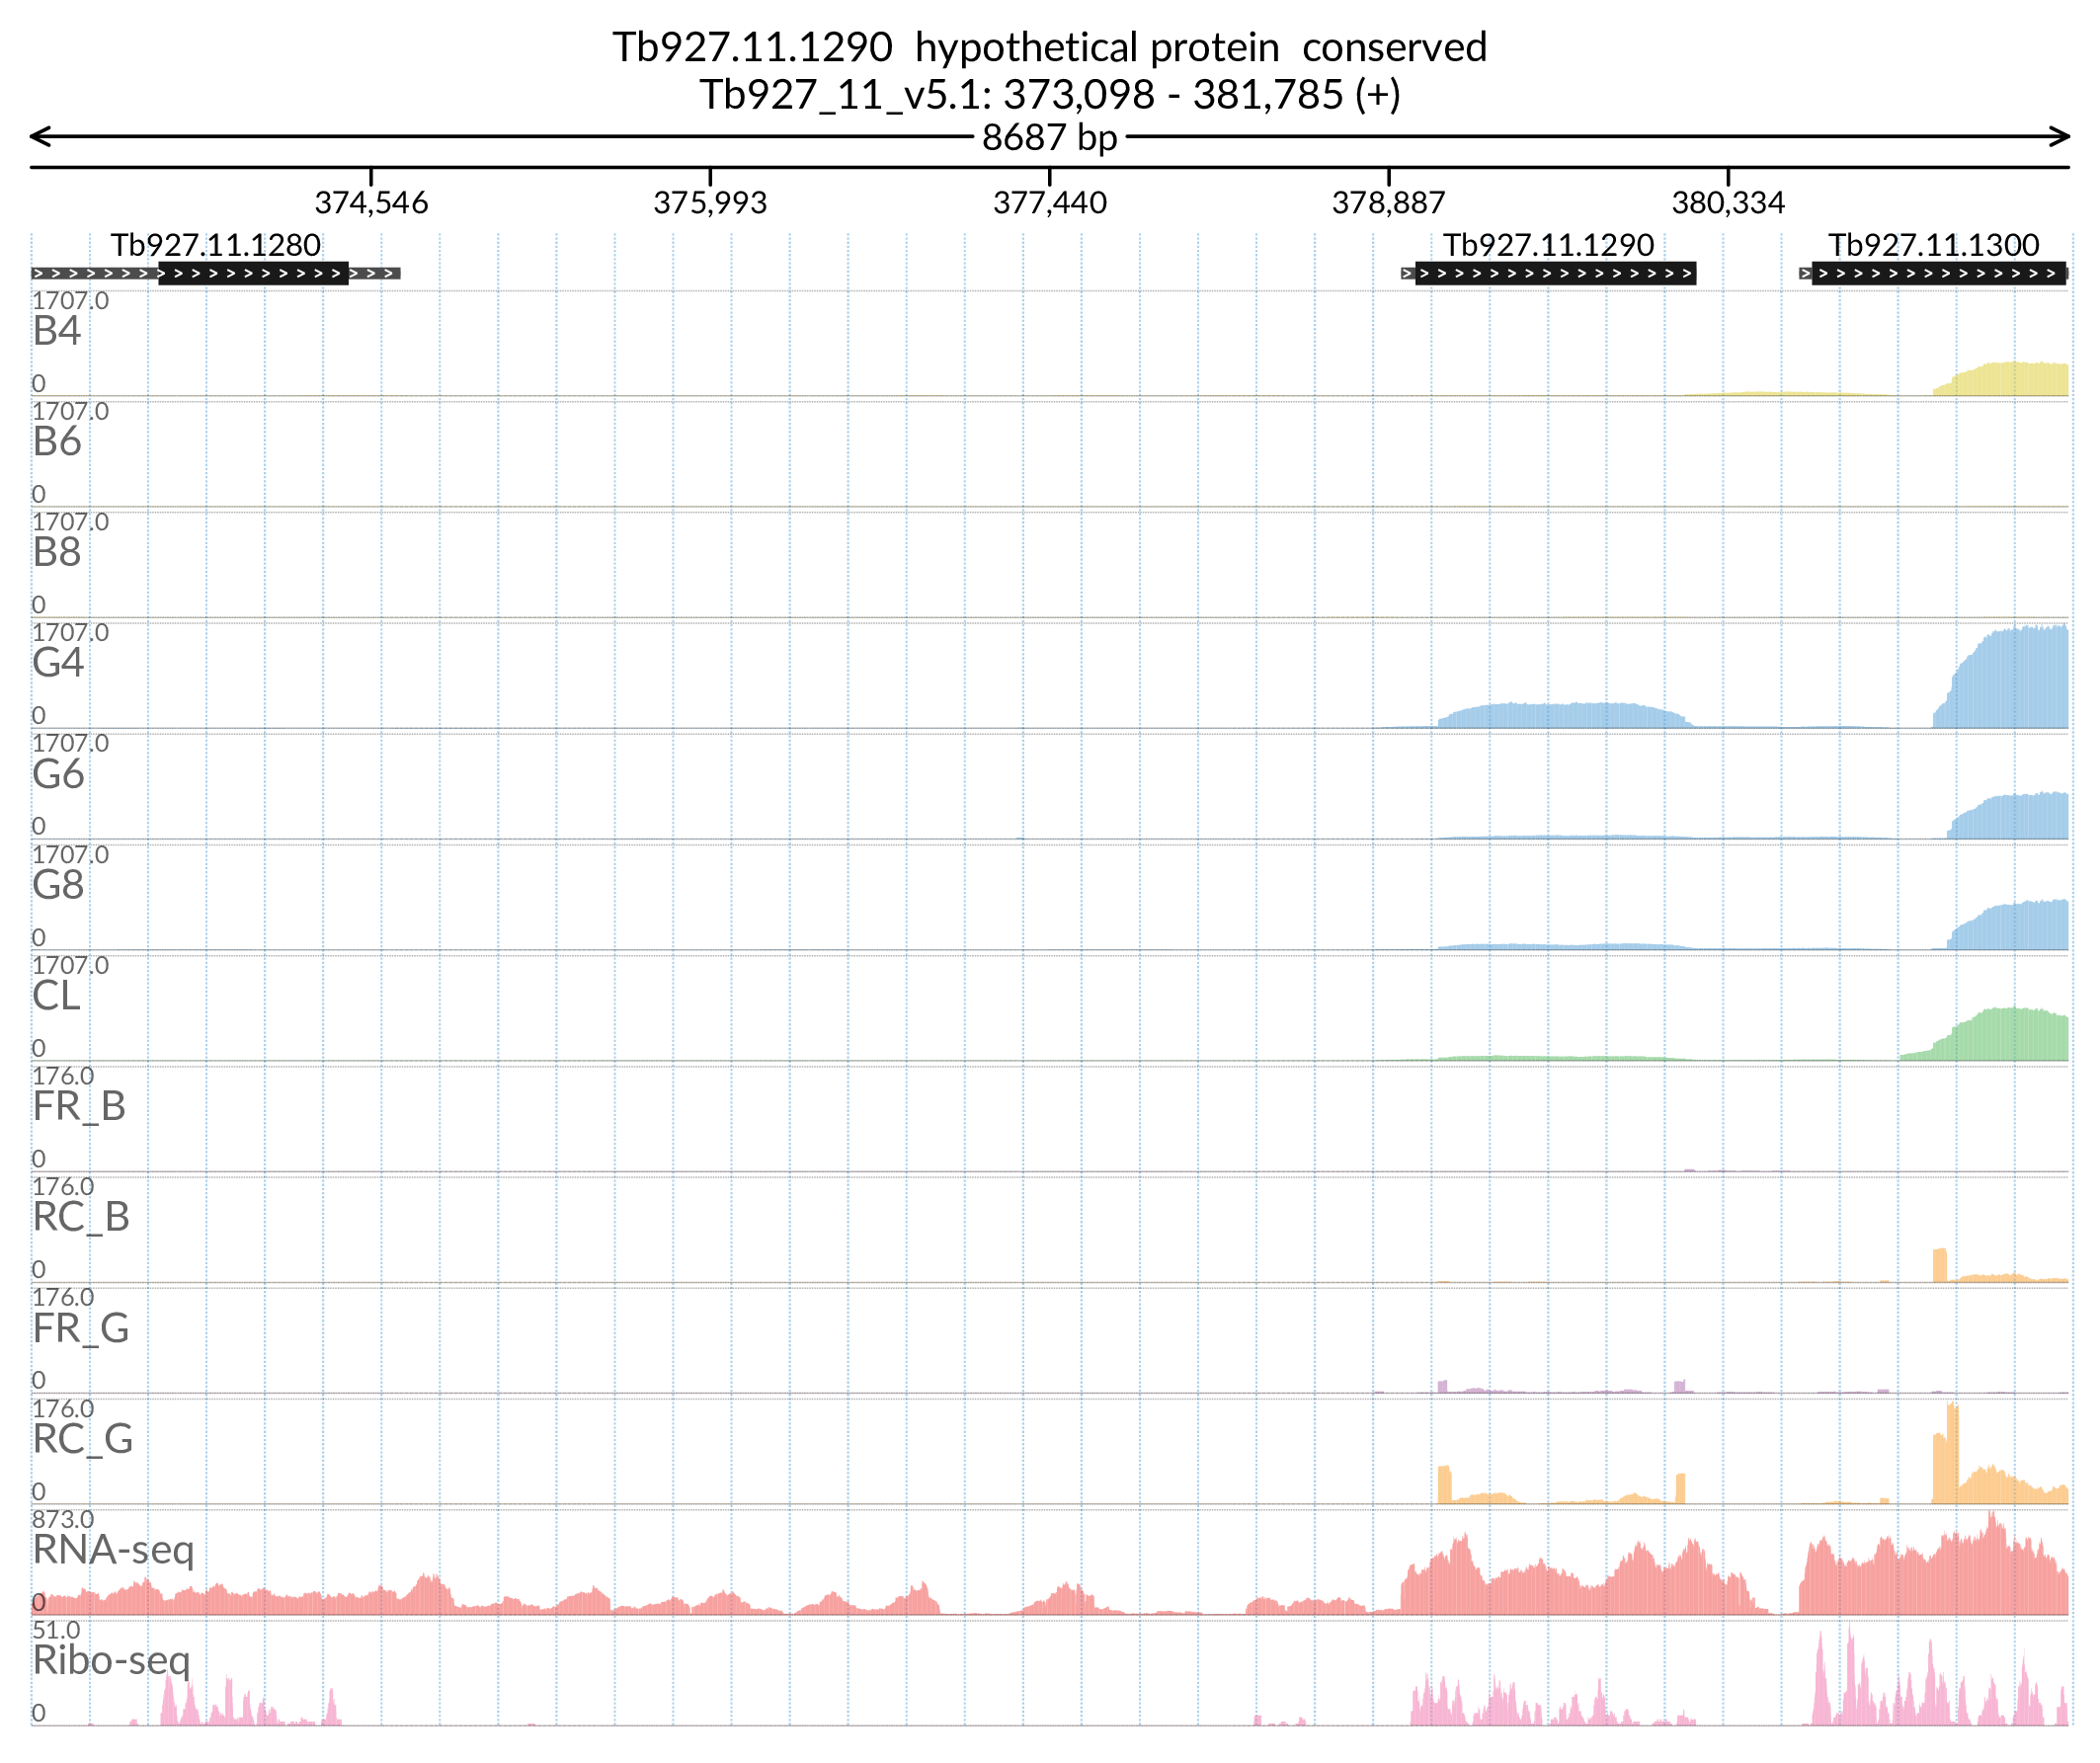 Tb927.11.1290  hypothetical protein  conserved
Tb927_11_v5.1: 373,098 - 381,785 (+)
8687 bp
374,546 375,993 377,440 378,887 380,334
Tb927.11.1280 Tb927.11.1290 Tb927.11.1300
1707.0
B4
0
1707.0
B6
0
1707.0
B8
0
1707.0
G4
0
1707.0
G6
0
1707.0
G8
0
1707.0
CL
0
176.0
FR_B
0
176.0
RC_B
0
176.0
FR_G
0
176.0
RC_G
0
873.0
RNA-seq
0
51.0
Ribo-seq
0